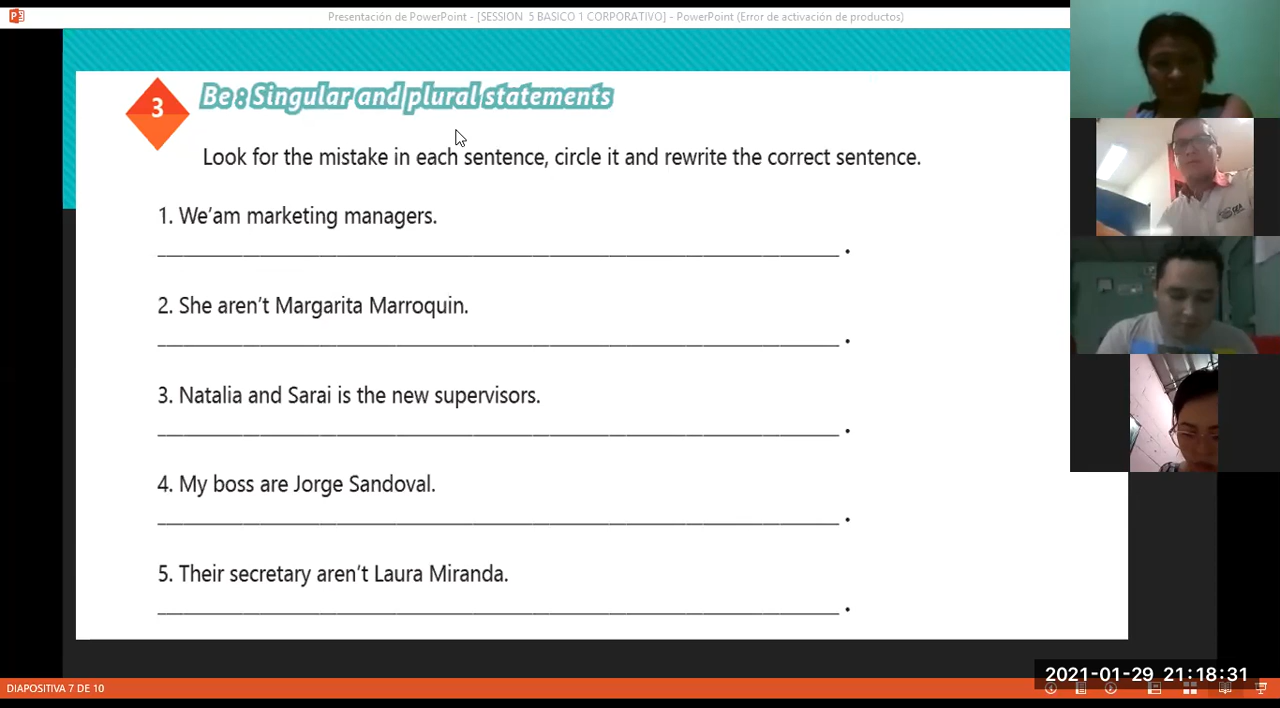 Presentación de PowerPoint - [SESSION 5 BASICO 1 CORPORATIVO] - PowerPoint (Error de activación de productos)
3
Be : Singular and plural statements
Look for the mistake in each sentence, circle it and rewrite the correct sentence.
1. We'am marketing managers.
2. She aren't Margarita Marroquin.
3. Natalia and Sarai is the new supervisors.
4. My boss are Jorge Sandoval.
5. Their secretary aren't Laura Miranda.
2021-01-29 21:18:31
DIAPOSITIVA 7 DE 10